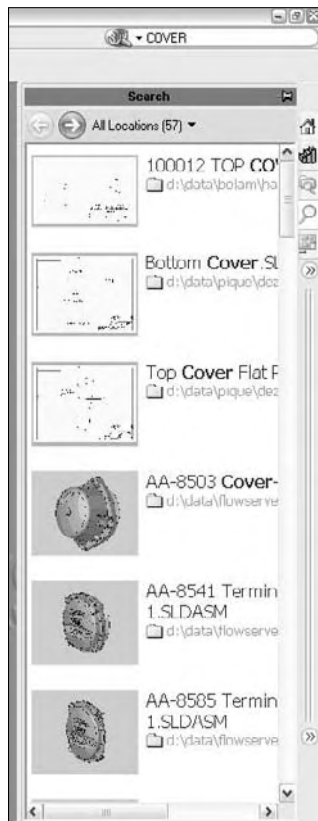 COVER
Search
All Locations (57)
100012 TOP CO
d:\data\bolam\ha
Bottom Cover.SL
d:\data\pique\dez
Top Cover Flat P
d:\data\pique\dez
AA-8503 Cover-
d:\data\flowserve
AA-8541 Termin
1.SLDASM
d:\data\flowserve
AA-8585 Termin
1.SLDASM
d:\data\flowserve